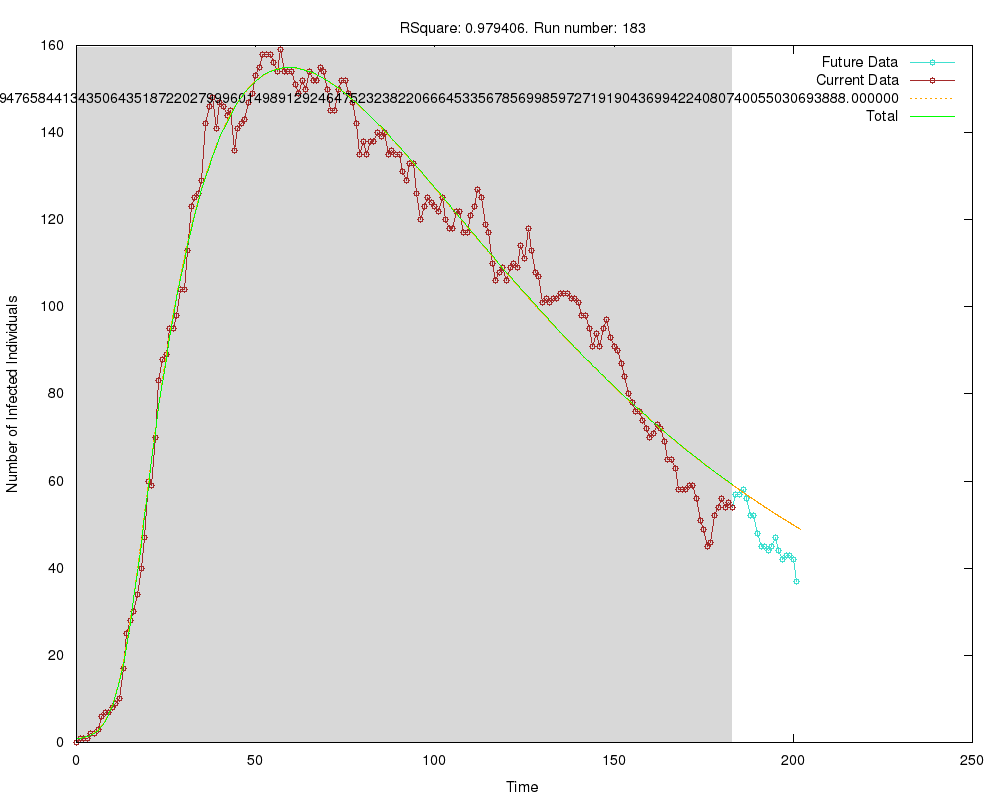 RSquare: 0.979406. Run number: 183
Future Data
Current Data
Total
160
140
120
100
80
60
40
20
0
Number of Infected Individuals
0 50 100 150 200 250
Time